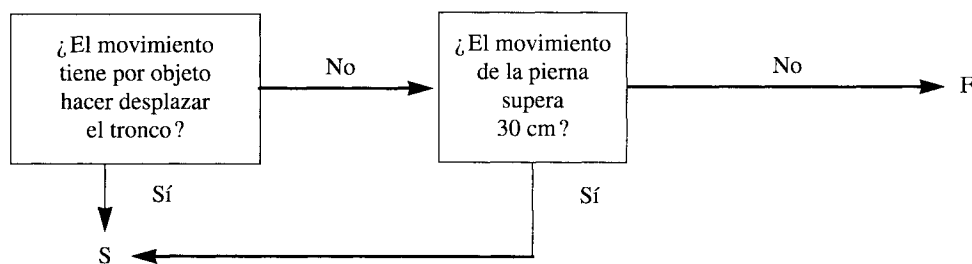 ¿El movimiento
tiene por objeto
hacer desplazar
el tronco?
No
¿El movimiento
de la pierna
supera
30 cm?
No
F
Sí
S
Sí